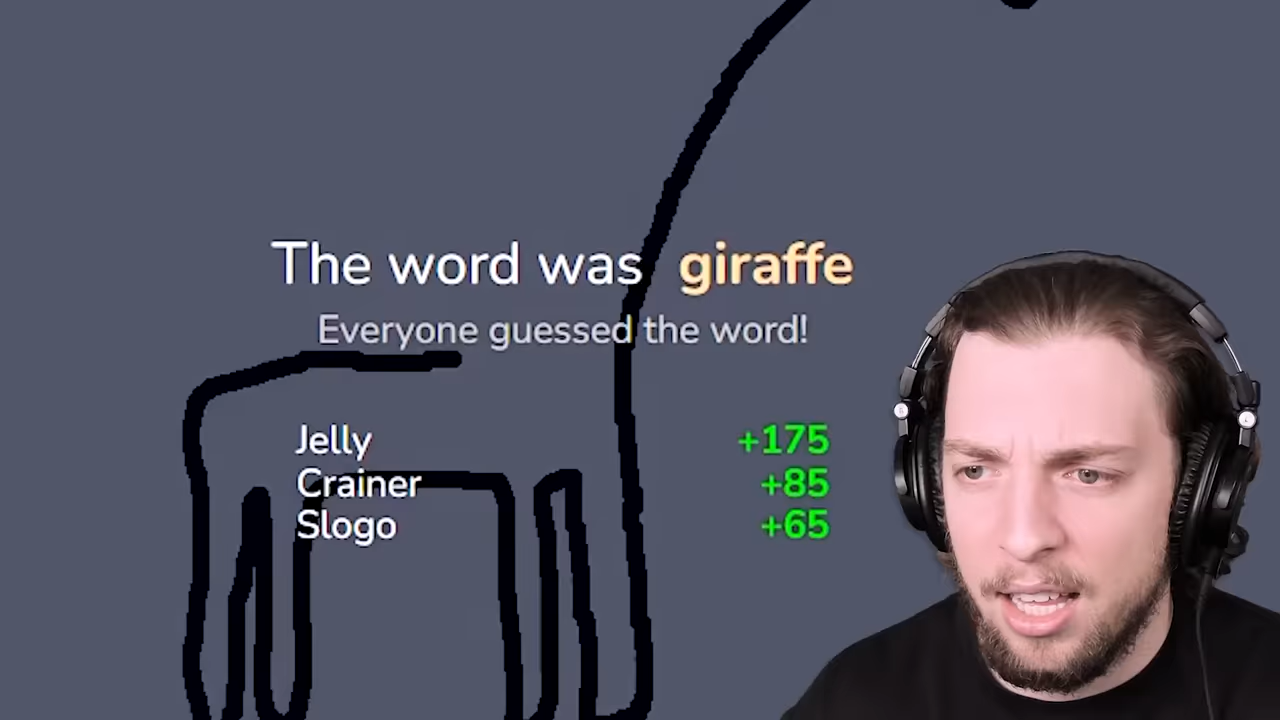 The word was giraffe
Everyone guessed the word!
Jelly +175
Crainer +85
Slogo +65